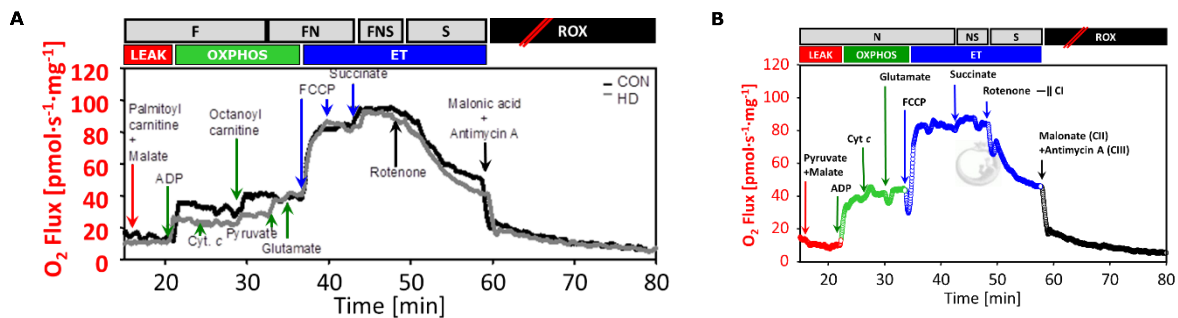 A
F
FN
FNS
S
ROX
LEAK
OXPHOS
ET
O₂ Flux [pmol·s⁻¹·mg⁻¹]
120
100
80
60
40
20
0
Palmitoyl
carnitine
+
Malate
ADP
Octanoyl
carnitine
Cyt. c
Pyruvate
Glutamate
FCCP
Succinate
Rotenone
Malonic acid
+
Antimycin A
CON
HD
20
30
40
50
60
70
80
Time [min]
B
N
NS
S
ROX
LEAK
OXPHOS
ET
O₂ Flux [pmol·s⁻¹·mg⁻¹]
120
100
80
60
40
20
0
Pyruvate
+Malate
ADP
Cyt c
Glutamate
FCCP
Succinate
Rotenone —|| CI
Malonate (CII)
+Antimycin A (CIII)
20
30
40
50
60
70
80
Time [min]